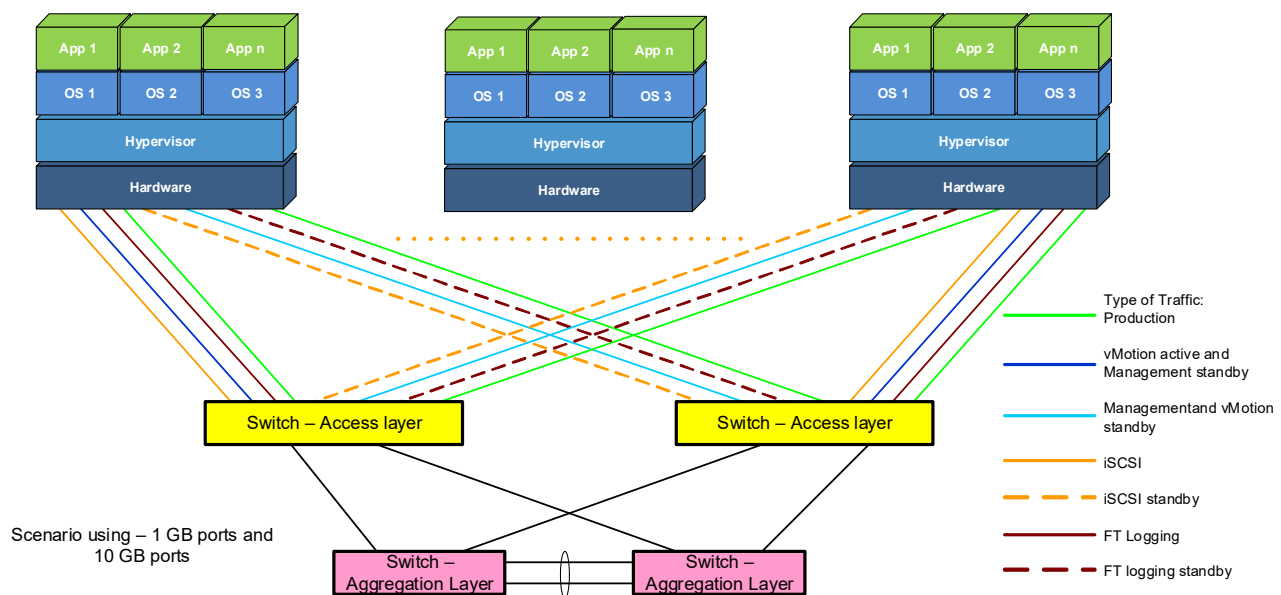 App 1 App 2 App n
OS 1 OS 2 OS 3
Hypervisor
Hardware
App 1 App 2 App n
OS 1 OS 2 OS 3
Hypervisor
Hardware
App 1 App 2 App n
OS 1 OS 2 OS 3
Hypervisor
Hardware
Type of Traffic:
Production
vMotion active and
Management standby
Managementand vMotion
standby
iSCSI
iSCSI standby
FT Logging
FT logging standby
Switch – Access layer
Switch – Access layer
Scenario using – 1 GB ports and
10 GB ports
Switch –
Aggregation Layer
Switch –
Aggregation Layer